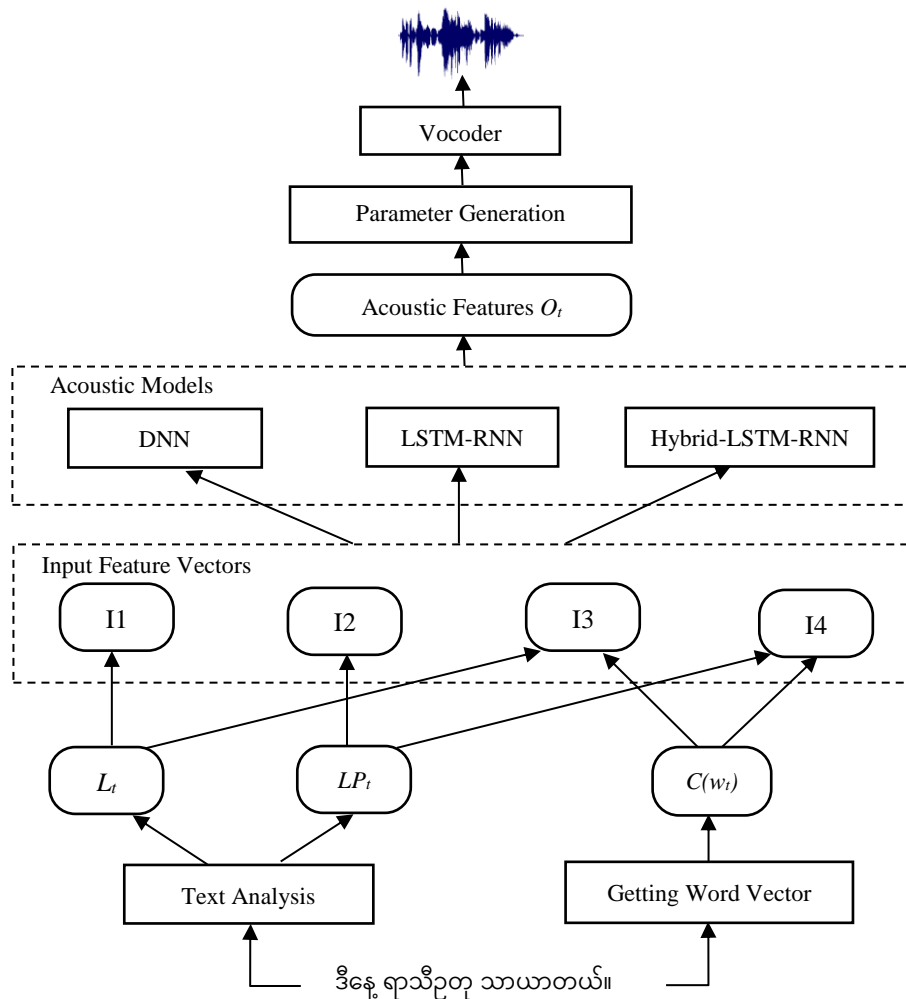 Vocoder
Parameter Generation
Acoustic Features Oₜ
Acoustic Models
DNN
LSTM-RNN
Hybrid-LSTM-RNN
Input Feature Vectors
I1
I2
I3
I4
Lₜ
LPₜ
C(wₜ)
Text Analysis
Getting Word Vector
ဒီနေ့ ရာသီဥတု သာယာတယ်။